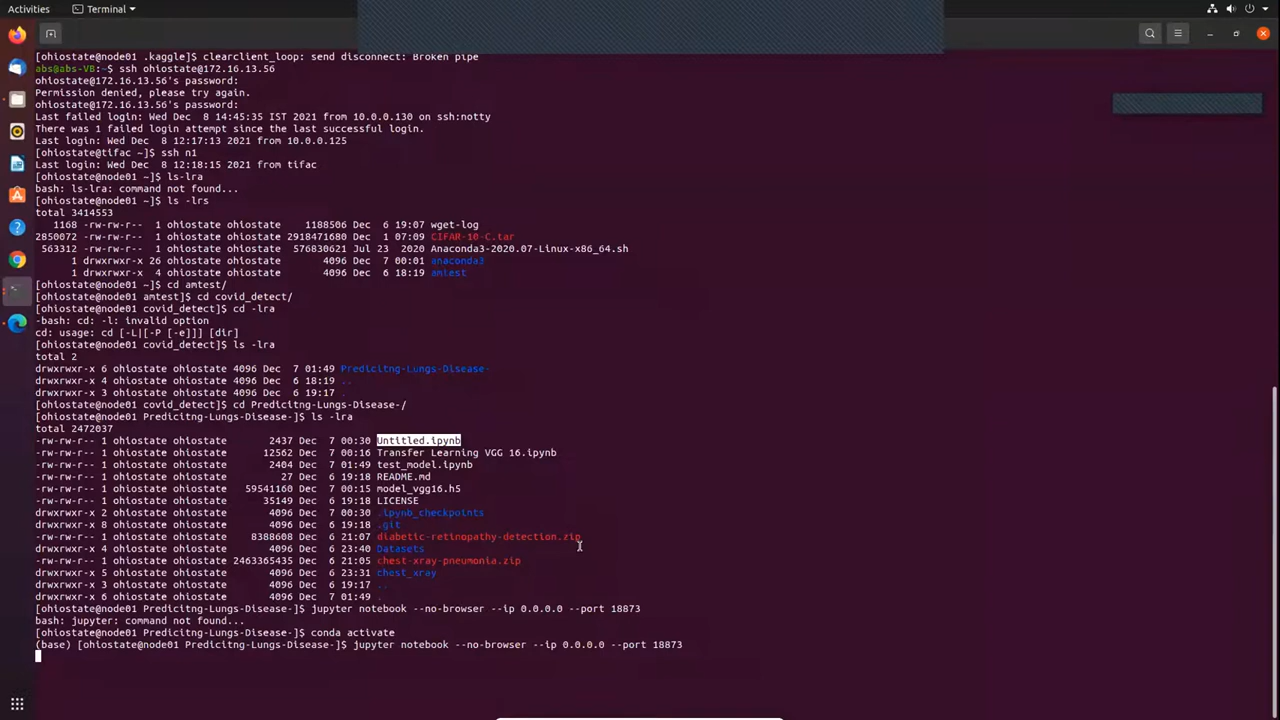 Activities
Terminal
[ohiostate@node01 .kaggle]$ clearclient_loop: send disconnect: Broken pipe
abs@abs-VB:~$ ssh ohiostate@172.16.13.56
ohiostate@172.16.13.56's password:
Permission denied, please try again.
ohiostate@172.16.13.56's password:
Last failed login: Wed Dec  8 14:45:35 IST 2021 from 10.0.0.130 on ssh:notty
There was 1 failed login attempt since the last successful login.
Last login: Wed Dec  8 12:17:13 2021 from 10.0.0.125
[ohiostate@tifac ~]$ ssh n1
Last login: Wed Dec  8 12:18:15 2021 from tifac
[ohiostate@node01 ~]$ ls-lra
bash: ls-lra: command not found...
[ohiostate@node01 ~]$ ls -lrs
total 3414553
1168 -rw-rw-r-- 1 ohiostate ohiostate 1188506 Dec 6 19:07 wget-log
2850072 -rw-rw-r-- 1 ohiostate ohiostate 2918471680 Dec 1 07:09 CIFAR-10-C.tar
563312 -rw-rw-r-- 1 ohiostate ohiostate 576830621 Jul 23 2020 Anaconda3-2020.07-Linux-x86_64.sh
1 drwxrwxr-x 26 ohiostate ohiostate 4096 Dec 7 00:01 anaconda3
1 drwxrwxr-x 4 ohiostate ohiostate 4096 Dec 6 18:19 amtest
[ohiostate@node01 ~]$ cd amtest/
[ohiostate@node01 amtest]$ cd covid_detect/
[ohiostate@node01 covid_detect]$ cd -lra
-bash: cd: -l: invalid option
cd: usage: cd [-L|[-P [-e]]] [dir]
[ohiostate@node01 covid_detect]$ ls -lra
total 2
drwxrwxr-x 6 ohiostate ohiostate 4096 Dec 7 01:49 Predicitng-Lungs-Disease-
drwxrwxr-x 4 ohiostate ohiostate 4096 Dec 6 18:19 ..
drwxrwxr-x 3 ohiostate ohiostate 4096 Dec 6 19:17 .
[ohiostate@node01 covid_detect]$ cd Predicitng-Lungs-Disease-/
[ohiostate@node01 Predicitng-Lungs-Disease-]$ ls -lra
total 2472037
-rw-rw-r-- 1 ohiostate ohiostate 2437 Dec 7 00:30 Untitled.ipynb
-rw-rw-r-- 1 ohiostate ohiostate 12562 Dec 7 00:16 Transfer Learning VGG 16.ipynb
-rw-rw-r-- 1 ohiostate ohiostate 2404 Dec 7 01:49 test_model.ipynb
-rw-rw-r-- 1 ohiostate ohiostate 27 Dec 6 19:18 README.md
-rw-rw-r-- 1 ohiostate ohiostate 59541160 Dec 7 00:15 model_vgg16.h5
-rw-rw-r-- 1 ohiostate ohiostate 35149 Dec 6 19:18 LICENSE
drwxrwxr-x 2 ohiostate ohiostate 4096 Dec 7 00:30 .ipynb_checkpoints
drwxrwxr-x 8 ohiostate ohiostate 4096 Dec 6 19:18 .git
-rw-rw-r-- 1 ohiostate ohiostate 8388608 Dec 6 21:07 diabetic-retinopathy-detection.zip
drwxrwxr-x 4 ohiostate ohiostate 4096 Dec 6 23:40 Datasets
-rw-rw-r-- 1 ohiostate ohiostate 2463365435 Dec 6 21:05 chest-xray-pneumonia.zip
drwxrwxr-x 5 ohiostate ohiostate 4096 Dec 6 23:31 chest_xray
drwxrwxr-x 3 ohiostate ohiostate 4096 Dec 6 19:17 ..
drwxrwxr-x 6 ohiostate ohiostate 4096 Dec 7 01:49 .
[ohiostate@node01 Predicitng-Lungs-Disease-]$ jupyter notebook --no-browser --ip 0.0.0.0 --port 18873
bash: jupyter: command not found...
[ohiostate@node01 Predicitng-Lungs-Disease-]$ conda activate
(base) [ohiostate@node01 Predicitng-Lungs-Disease-]$ jupyter notebook --no-browser --ip 0.0.0.0 --port 18873